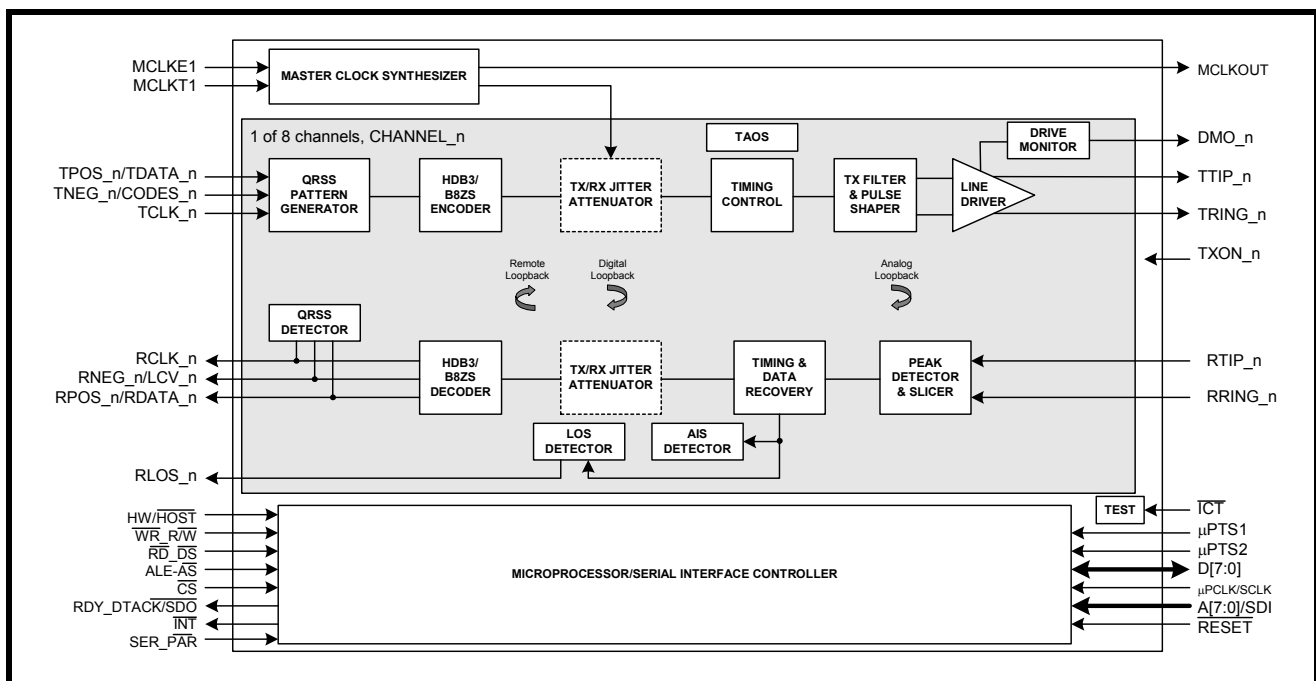 MCLKE1
MCLKT1
MASTER CLOCK SYNTHESIZER
MCLKOUT
1 of 8 channels, CHANNEL_n
TAOS
DRIVE
MONITOR
DMO_n
TPOS_n/TDATA_n
TNEG_n/CODES_n
TCLK_n
QRSS
PATTERN
GENERATOR
HDB3/
B8ZS
ENCODER
TX/RX JITTER
ATTENUATOR
TIMING
CONTROL
TX FILTER
& PULSE
SHAPER
LINE
DRIVER
TTIP_n
TRING_n
TXON_n
Remote
Loopback
Digital
Loopback
Analog
Loopback
QRSS
DETECTOR
RCLK_n
RNEG_n/LCV_n
RPOS_n/RDATA_n
HDB3/
B8ZS
DECODER
TX/RX JITTER
ATTENUATOR
TIMING &
DATA
RECOVERY
PEAK
DETECTOR
& SLICER
RTIP_n
RRING_n
LOS
DETECTOR
AIS
DETECTOR
RLOS_n
TEST
ICT
HW/HOST
WR_R/W
RD_DS
ALE-AS
CS
RDY_DTACK/SDO
INT
SER_PAR
MICROPROCESSOR/SERIAL INTERFACE CONTROLLER
µPTS1
µPTS2
D[7:0]
µPCLK/SCLK
A[7:0]/SDI
RESET